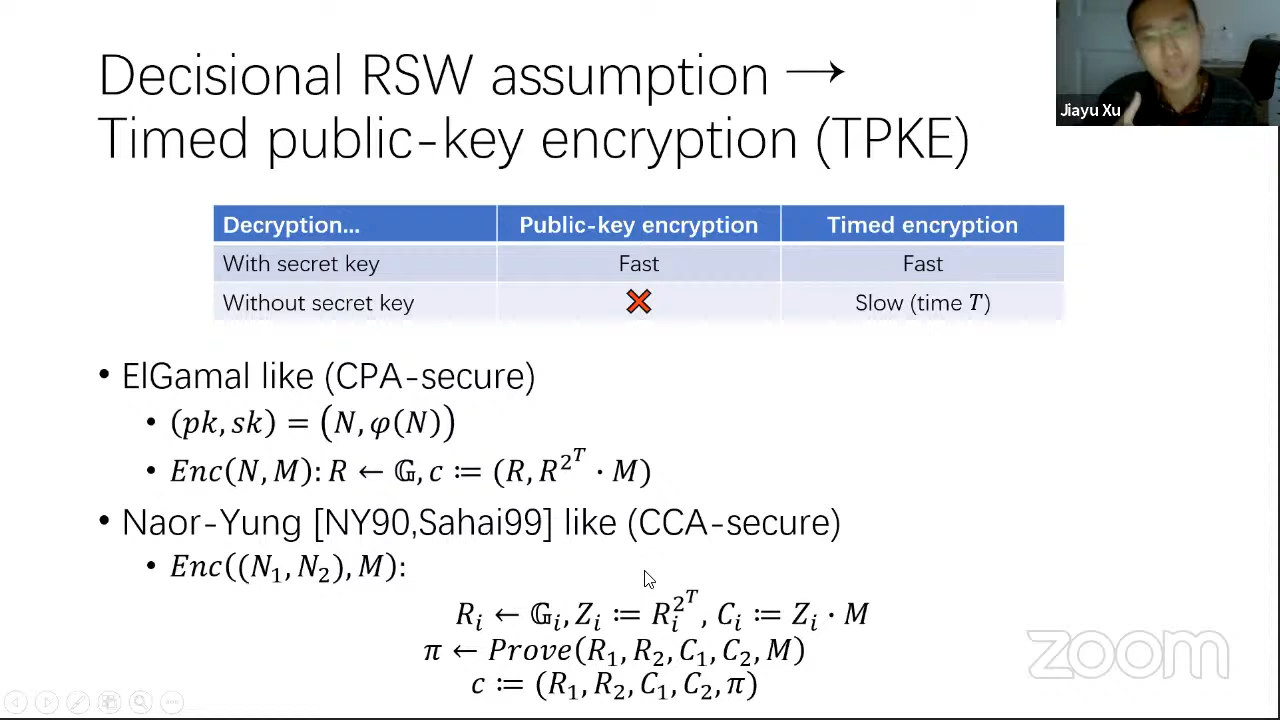 Decisional RSW assumption →
Timed public-key encryption (TPKE)
Jiayu Xu
Decryption... Public-key encryption Timed encryption
With secret key Fast Fast
Without secret key ❌ Slow (time T)
• ElGamal like (CPA-secure)
• (pk, sk) = (N, φ(N))
• Enc(N, M): R ← 𝔾, c ≔ (R, R^{2^T} · M)
• Naor-Yung [NY90,Sahai99] like (CCA-secure)
• Enc((N₁, N₂), M):
R_i ← 𝔾_i, Z_i ≔ R_i^{2^T}, C_i ≔ Z_i · M
π ← Prove(R₁, R₂, C₁, C₂, M)
c ≔ (R₁, R₂, C₁, C₂, π)
zoom